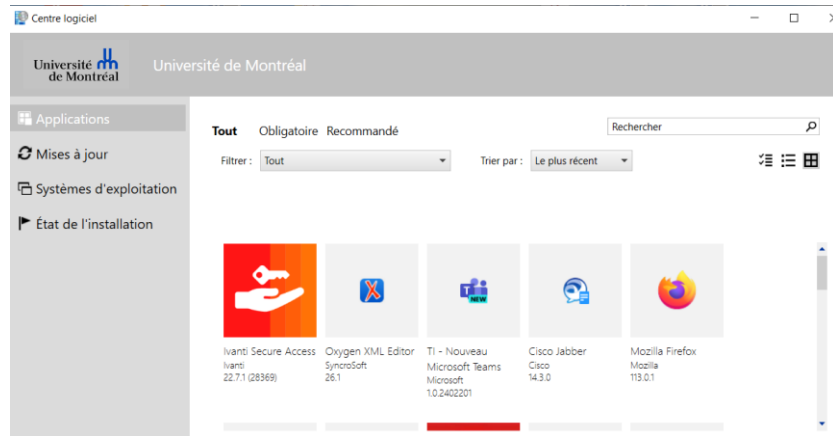 Centre logiciel
Université
de Montréal
Université de Montréal
Applications
Mises à jour
Systèmes d'exploitation
État de l'installation
Tout Obligatoire Recommandé
Rechercher
Filtrer : Tout
Trier par : Le plus récent
NEW
Ivanti Secure Access
Ivanti
22.7.1 (28369)
Oxygen XML Editor
SyncroSoft
26.1
TI - Nouveau
Microsoft Teams
Microsoft
1.0.2402201
Cisco Jabber
Cisco
14.3.0
Mozilla Firefox
Mozilla
113.0.1